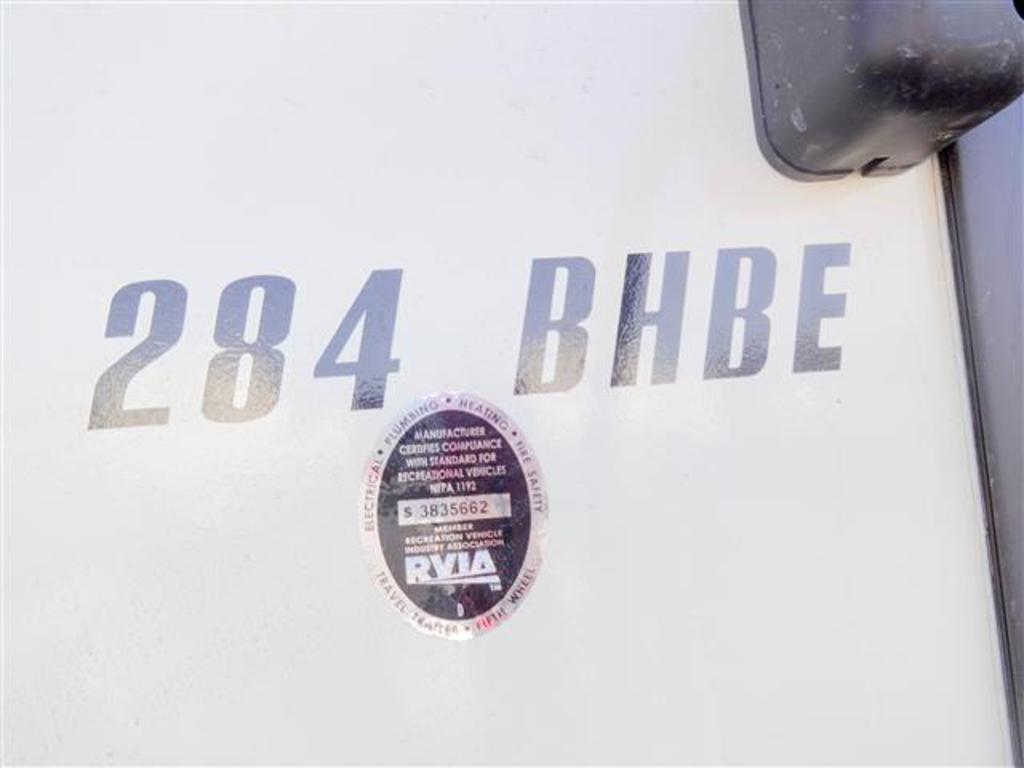 284 BHBE
ELECTRICAL • PLUMBING • HEATING • FIRE SAFETY
MANUFACTURER
CERTIFIES COMPLIANCE
WITH STANDARD FOR
RECREATIONAL VEHICLES
NFPA 1192
S 3835662
MEMBER
RECREATION VEHICLE
INDUSTRY ASSOCIATION
RVIA
TM
TRAVEL TRAILER • FIFTH WHEEL